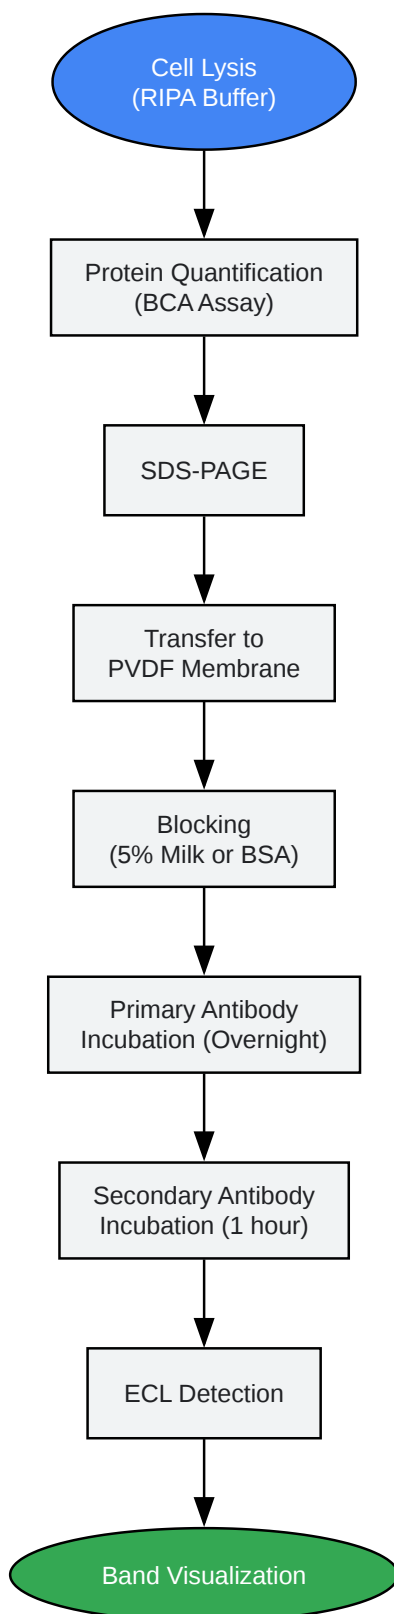 Cell Lysis
(RIPA Buffer)
Protein Quantification
(BCA Assay)
SDS-PAGE
Transfer to
PVDF Membrane
Blocking
(5% Milk or BSA)
Primary Antibody
Incubation (Overnight)
Secondary Antibody
Incubation (1 hour)
ECL Detection
Band Visualization